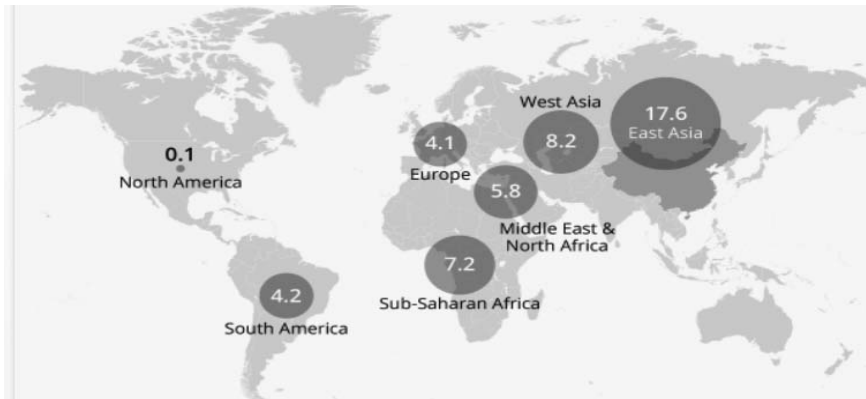 0.1
North America
4.2
South America
4.1
Europe
West Asia
8.2
17.6
East Asia
5.8
Middle East &
North Africa
7.2
Sub-Saharan Africa